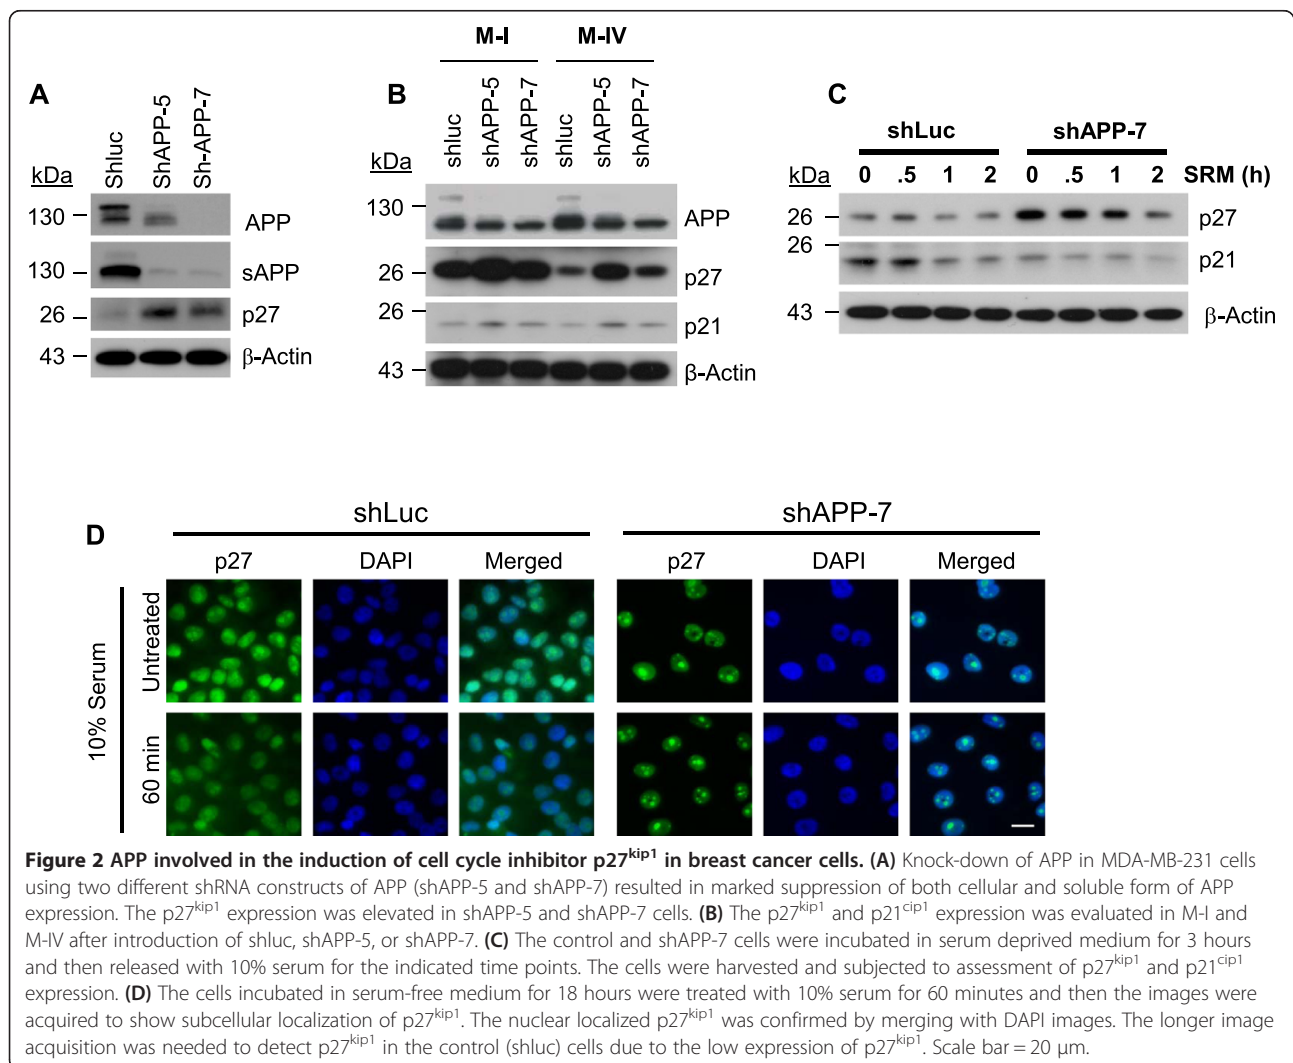 A
Shluc
ShAPP-5
Sh-APP-7
kDa
130
APP
130
sAPP
26
p27
43
β-Actin
B
M-I M-IV
shluc
shAPP-5
shAPP-7
shluc
shAPP-5
shAPP-7
kDa
130
APP
26
p27
26
p21
43
β-Actin
C
shLuc shAPP-7
kDa
0 .5 1 2 0 .5 1 2 SRM (h)
26
p27
26
p21
43
β-Actin
D
shLuc shAPP-7
p27 DAPI Merged p27 DAPI Merged
10% Serum
Untreated
60 min
Figure 2 APP involved in the induction of cell cycle inhibitor p27kip1 in breast cancer cells. (A) Knock-down of APP in MDA-MB-231 cells
using two different shRNA constructs of APP (shAPP-5 and shAPP-7) resulted in marked suppression of both cellular and soluble form of APP
expression. The p27kip1 expression was elevated in shAPP-5 and shAPP-7 cells. (B) The p27kip1 and p21cip1 expression was evaluated in M-I and
M-IV after introduction of shluc, shAPP-5, or shAPP-7. (C) The control and shAPP-7 cells were incubated in serum deprived medium for 3 hours
and then released with 10% serum for the indicated time points. The cells were harvested and subjected to assessment of p27kip1 and p21cip1
expression. (D) The cells incubated in serum-free medium for 18 hours were treated with 10% serum for 60 minutes and then the images were
acquired to show subcellular localization of p27kip1. The nuclear localized p27kip1 was confirmed by merging with DAPI images. The longer image
acquisition was needed to detect p27kip1 in the control (shluc) cells due to the low expression of p27kip1. Scale bar = 20 μm.